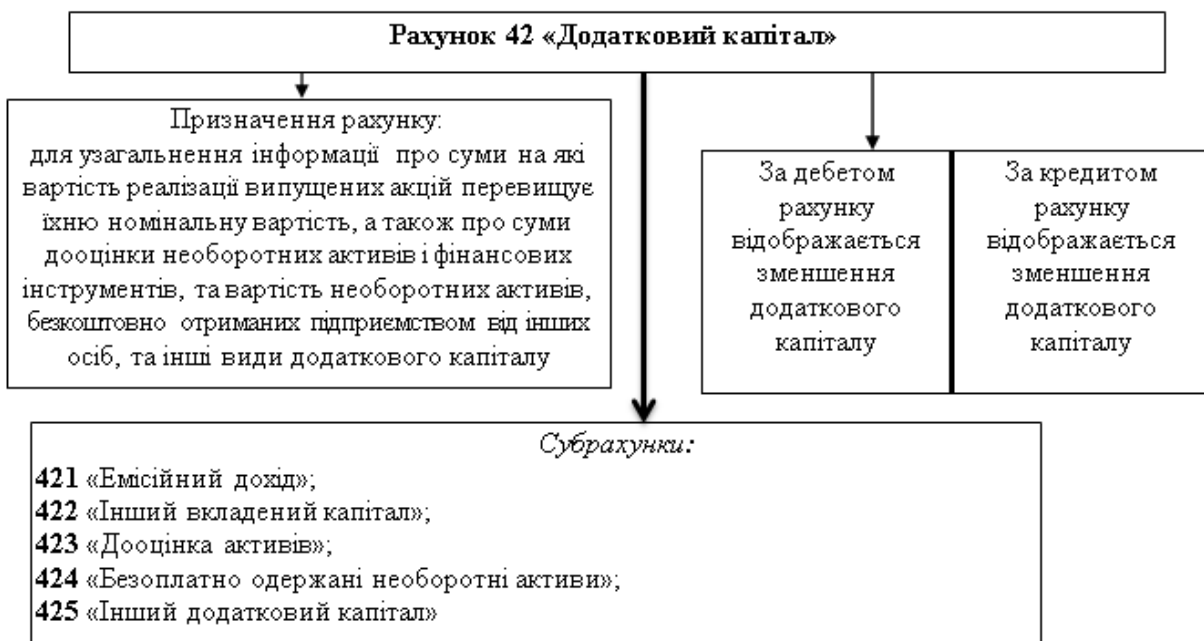 Рахунок 42 «Додатковий капітал»
Призначення рахунку:
для узагальнення інформації про суми на які
вартість реалізації випущених акцій перевищує
їхню номінальну вартість, а також про суми
дооцінки необоротних активів і фінансових
інструментів, та вартість необоротних активів,
безкоштовно отриманих підприємством від інших
осіб, та інші види додаткового капіталу
За дебетом
рахунку
відображається
зменшення
додаткового
капіталу
За кредитом
рахунку
відображається
зменшення
додаткового
капіталу
Субрахунки:
421 «Емісійний дохід»;
422 «Інший вкладений капітал»;
423 «Дооцінка активів»;
424 «Безоплатно одержані необоротні активи»;
425 «Інший додатковий капітал»